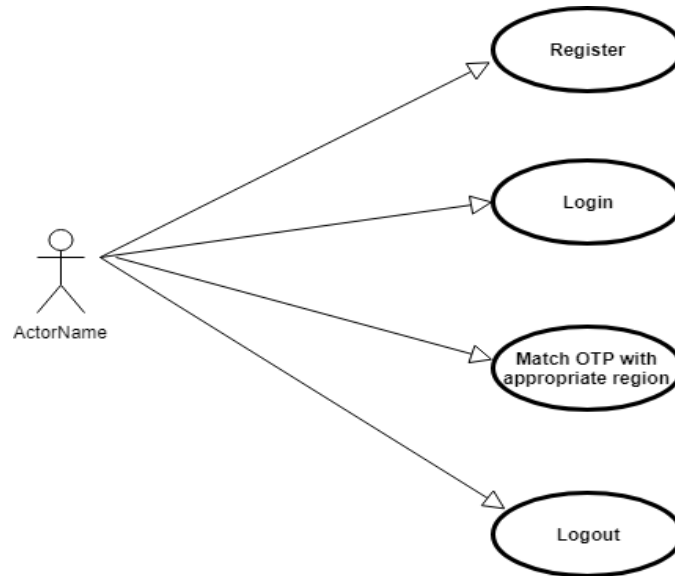 Register
Login
ActorName
Match OTP with
appropriate region
Logout